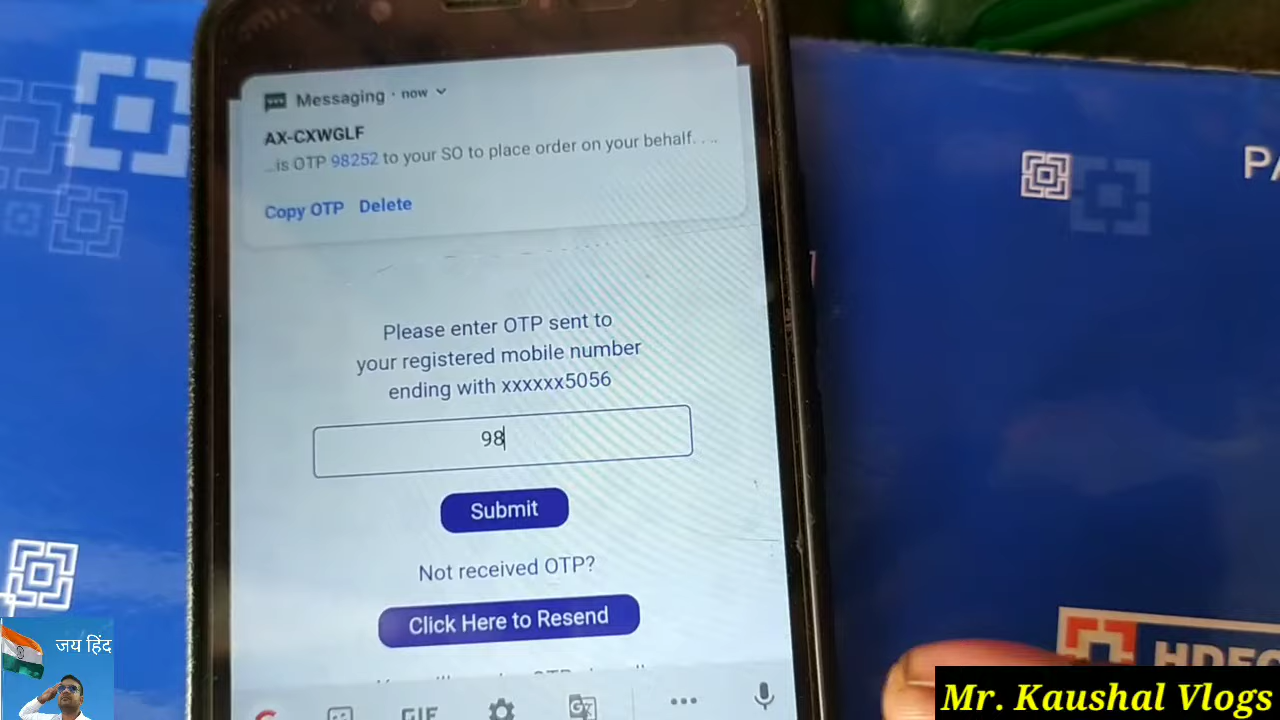 Messaging · now
AX-CXWGLF
...is OTP 98252 to your SO to place order on your behalf. . ..
Copy OTP Delete
PA
Please enter OTP sent to
your registered mobile number
ending with xxxxxx5056
98
Submit
Not received OTP?
Click Here to Resend
GIF
जय हिंद
HDFC
Mr. Kaushal Vlogs